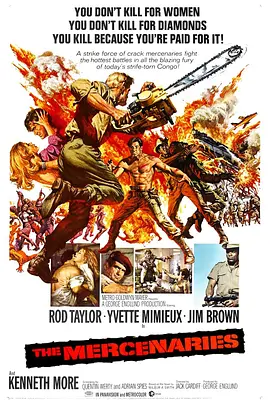 YOU DON'T KILL FOR WOMEN
YOU DON'T KILL FOR DIAMONDS
YOU KILL BECAUSE YOU'RE PAID FOR IT!
A strike force of crack mercenaries fight
the hottest battles in all the blazing fury
of today's strife-torn Congo!
METRO-GOLDWYN-MAYER
A GEORGE ENGLUND PRODUCTION
ROD TAYLOR · YVETTE MIMIEUX · JIM BROWN
in
THE MERCENARIES
And
KENNETH MORE
QUENTIN WERTY and ADRIAN SPIES
JACK CARDIFF
GEORGE ENGLUND
IN PANAVISION and METROCOLOR
MGM